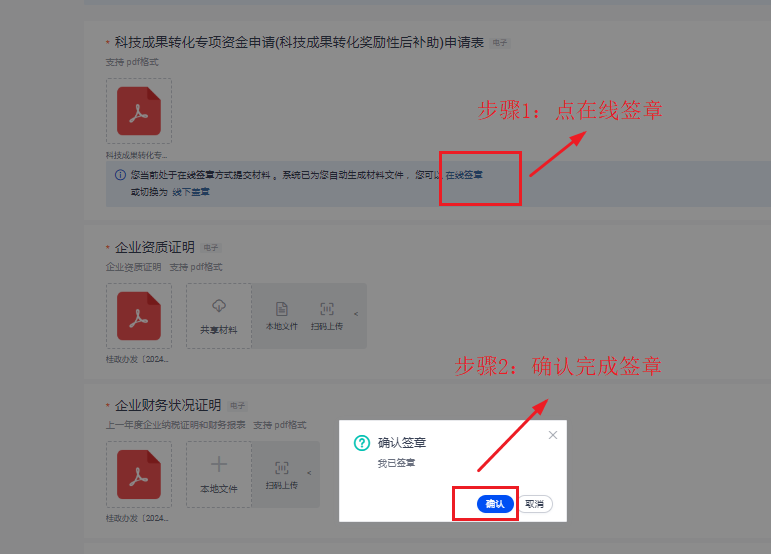 * 科技成果转化专项资金申请(科技成果转化奖励性后补助)申请表 电子
支持 pdf格式
步骤1：点在线签章
科技成果转化专...
您当前处于在线签章方式提交材料。系统已为您自动生成材料文件，您可以 在线签章
或切换为 线下盖章
* 企业资质证明 电子
企业资质证明 支持 pdf格式
共享材料
本地文件
扫码上传
<
桂政办发〔2024...
步骤2：确认完成签章
* 企业财务状况证明 电子
上一年度企业纳税证明和财务报表 支持 pdf格式
本地文件
扫码上传
<
确认签章
我已签章
确认
取消
桂政办发〔2024...